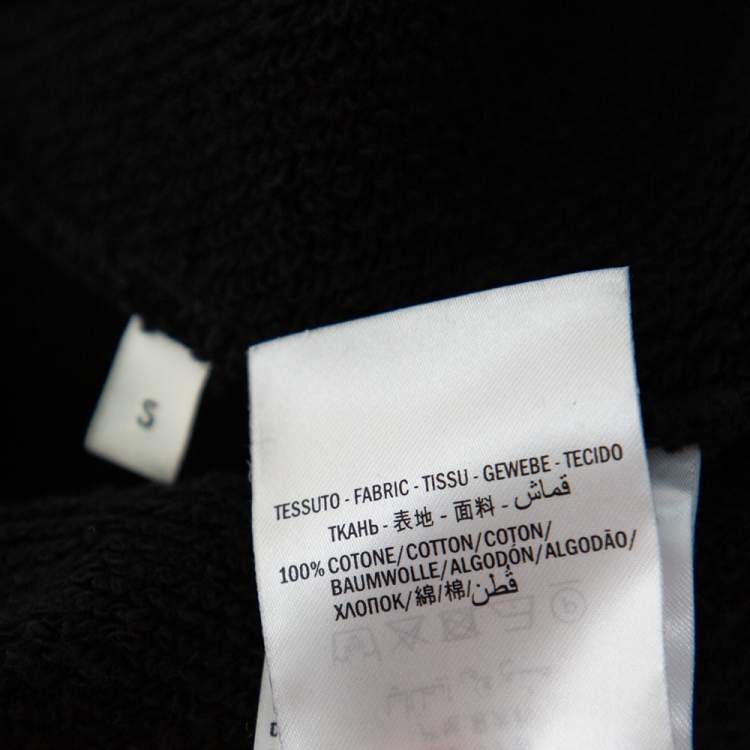 S
TESSUTO - FABRIC - TISSU - GEWEBE - TECIDO
ТКАНЬ - 表地 - 面料 - قماش
100% COTONE/COTTON/COTON/
BAUMWOLLE/ALGODÓN/ALGODÃO/
ХЛОПОК/綿/棉/قُطن